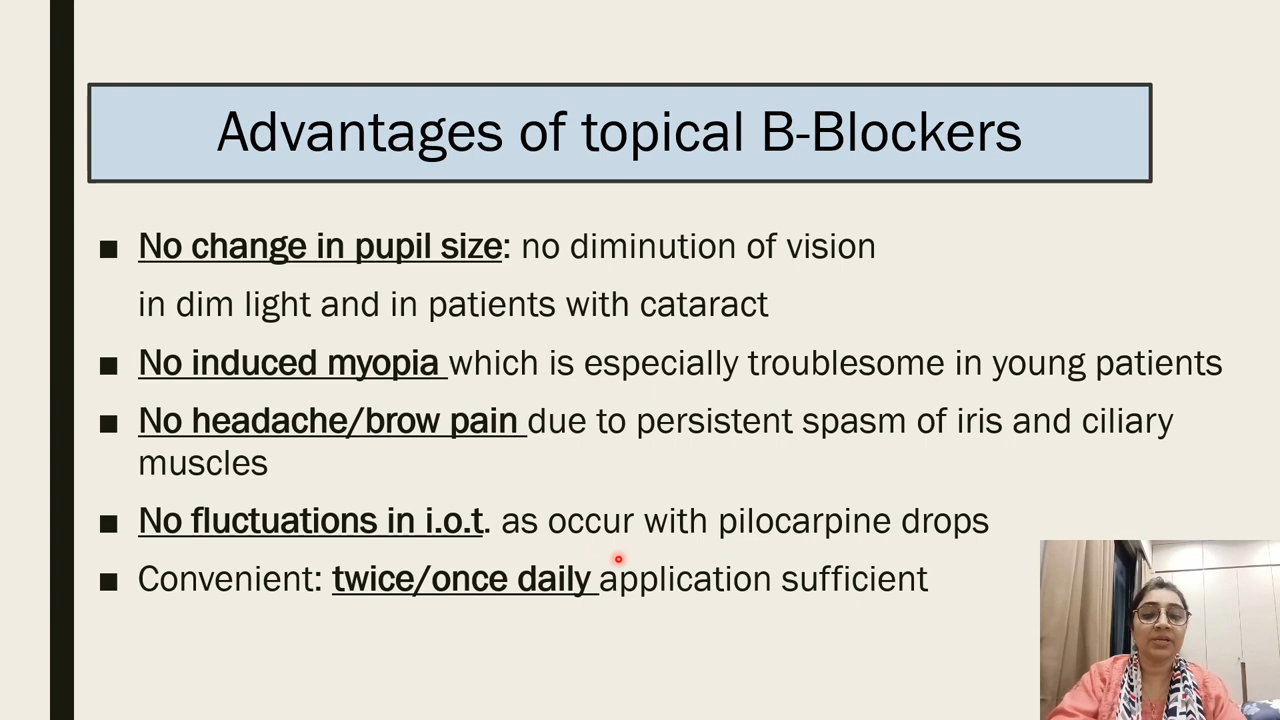 Advantages of topical B-Blockers
■ No change in pupil size: no diminution of vision
in dim light and in patients with cataract
■ No induced myopia which is especially troublesome in young patients
■ No headache/brow pain due to persistent spasm of iris and ciliary
muscles
■ No fluctuations in i.o.t. as occur with pilocarpine drops
■ Convenient: twice/once daily application sufficient